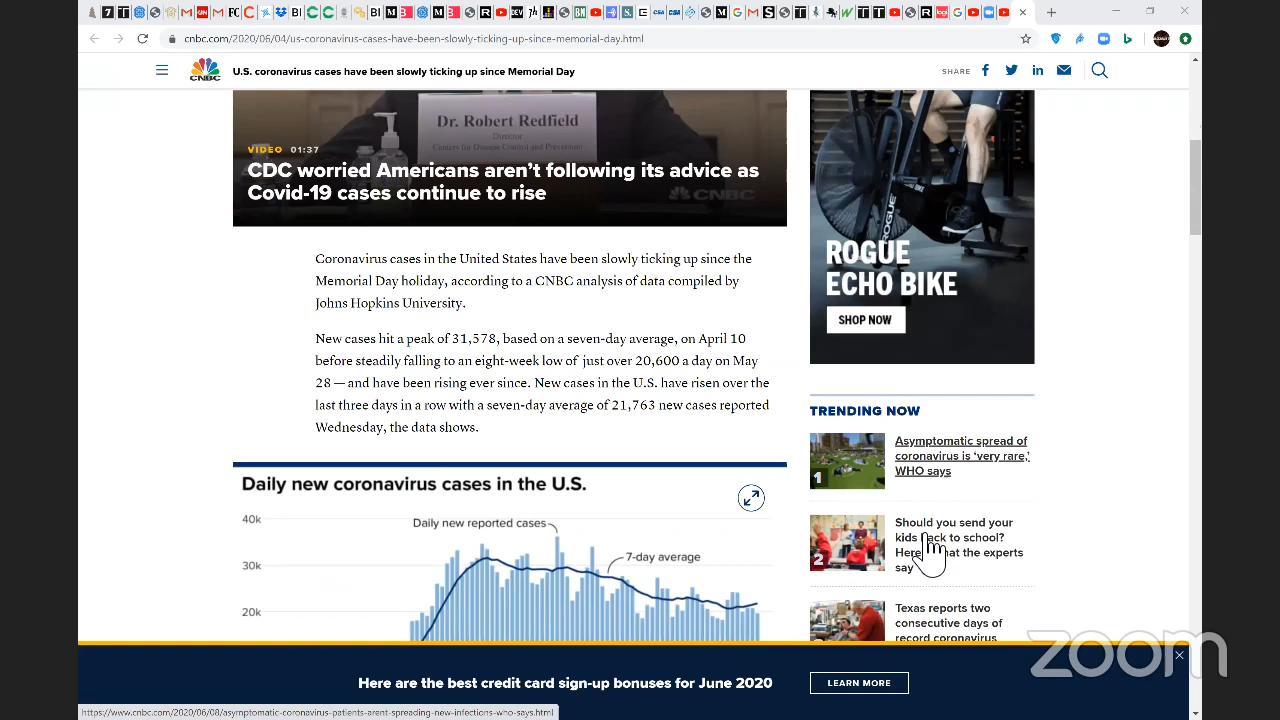 cnbc.com/2020/06/04/us-coronavirus-cases-have-been-slowly-ticking-up-since-memorial-day.html
CNBC
U.S. coronavirus cases have been slowly ticking up since Memorial Day
SHARE
Dr. Robert Redfield
Director
Centers for Disease Control and Prevention
VIDEO 01:37
CDC worried Americans aren't following its advice as
Covid-19 cases continue to rise
CNBC
Coronavirus cases in the United States have been slowly ticking up since the
Memorial Day holiday, according to a CNBC analysis of data compiled by
Johns Hopkins University.
New cases hit a peak of 31,578, based on a seven-day average, on April 10
before steadily falling to an eight-week low of just over 20,600 a day on May
28 — and have been rising ever since. New cases in the U.S. have risen over the
last three days in a row with a seven-day average of 21,763 new cases reported
Wednesday, the data shows.
Daily new coronavirus cases in the U.S.
40k
Daily new reported cases
7-day average
30k
20k
ROGUE
ROGUE
ECHO BIKE
SHOP NOW
TRENDING NOW
1
Asymptomatic spread of
coronavirus is ‘very rare,’
WHO says
2
Should you send your
kids back to school?
Here what the experts
say
Texas reports two
consecutive days of
record coronavirus
zoom
Here are the best credit card sign-up bonuses for June 2020
LEARN MORE
https://www.cnbc.com/2020/06/08/asymptomatic-coronavirus-patients-arent-spreading-new-infections-who-says.html